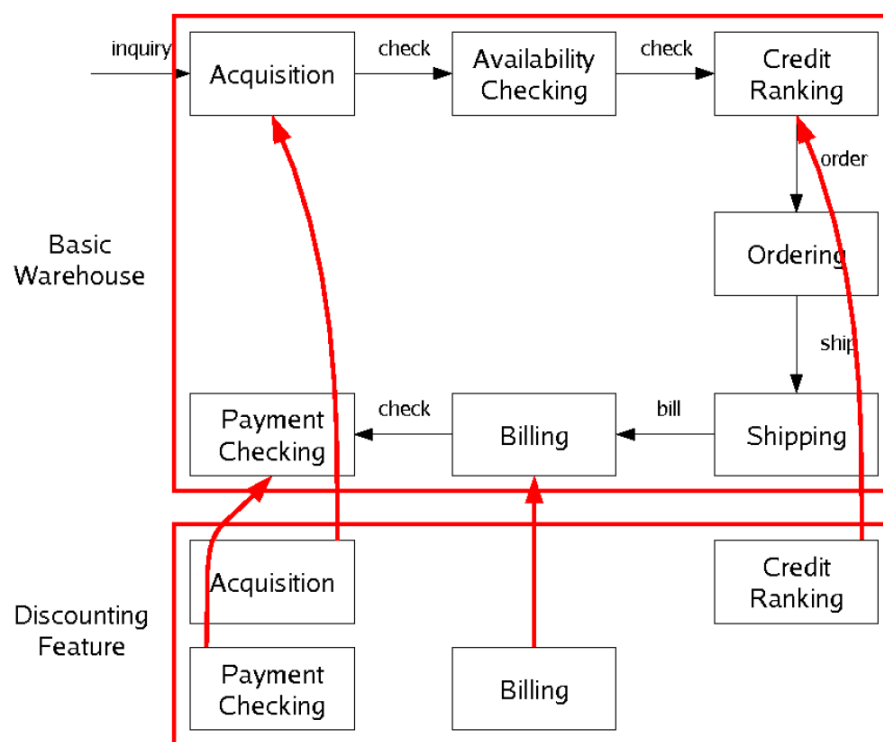 inquiry
Acquisition
check
Availability
Checking
check
Credit
Ranking
order
Basic
Warehouse
Ordering
ship
Payment
Checking
check
Billing
bill
Shipping
Discounting
Feature
Acquisition
Credit
Ranking
Payment
Checking
Billing